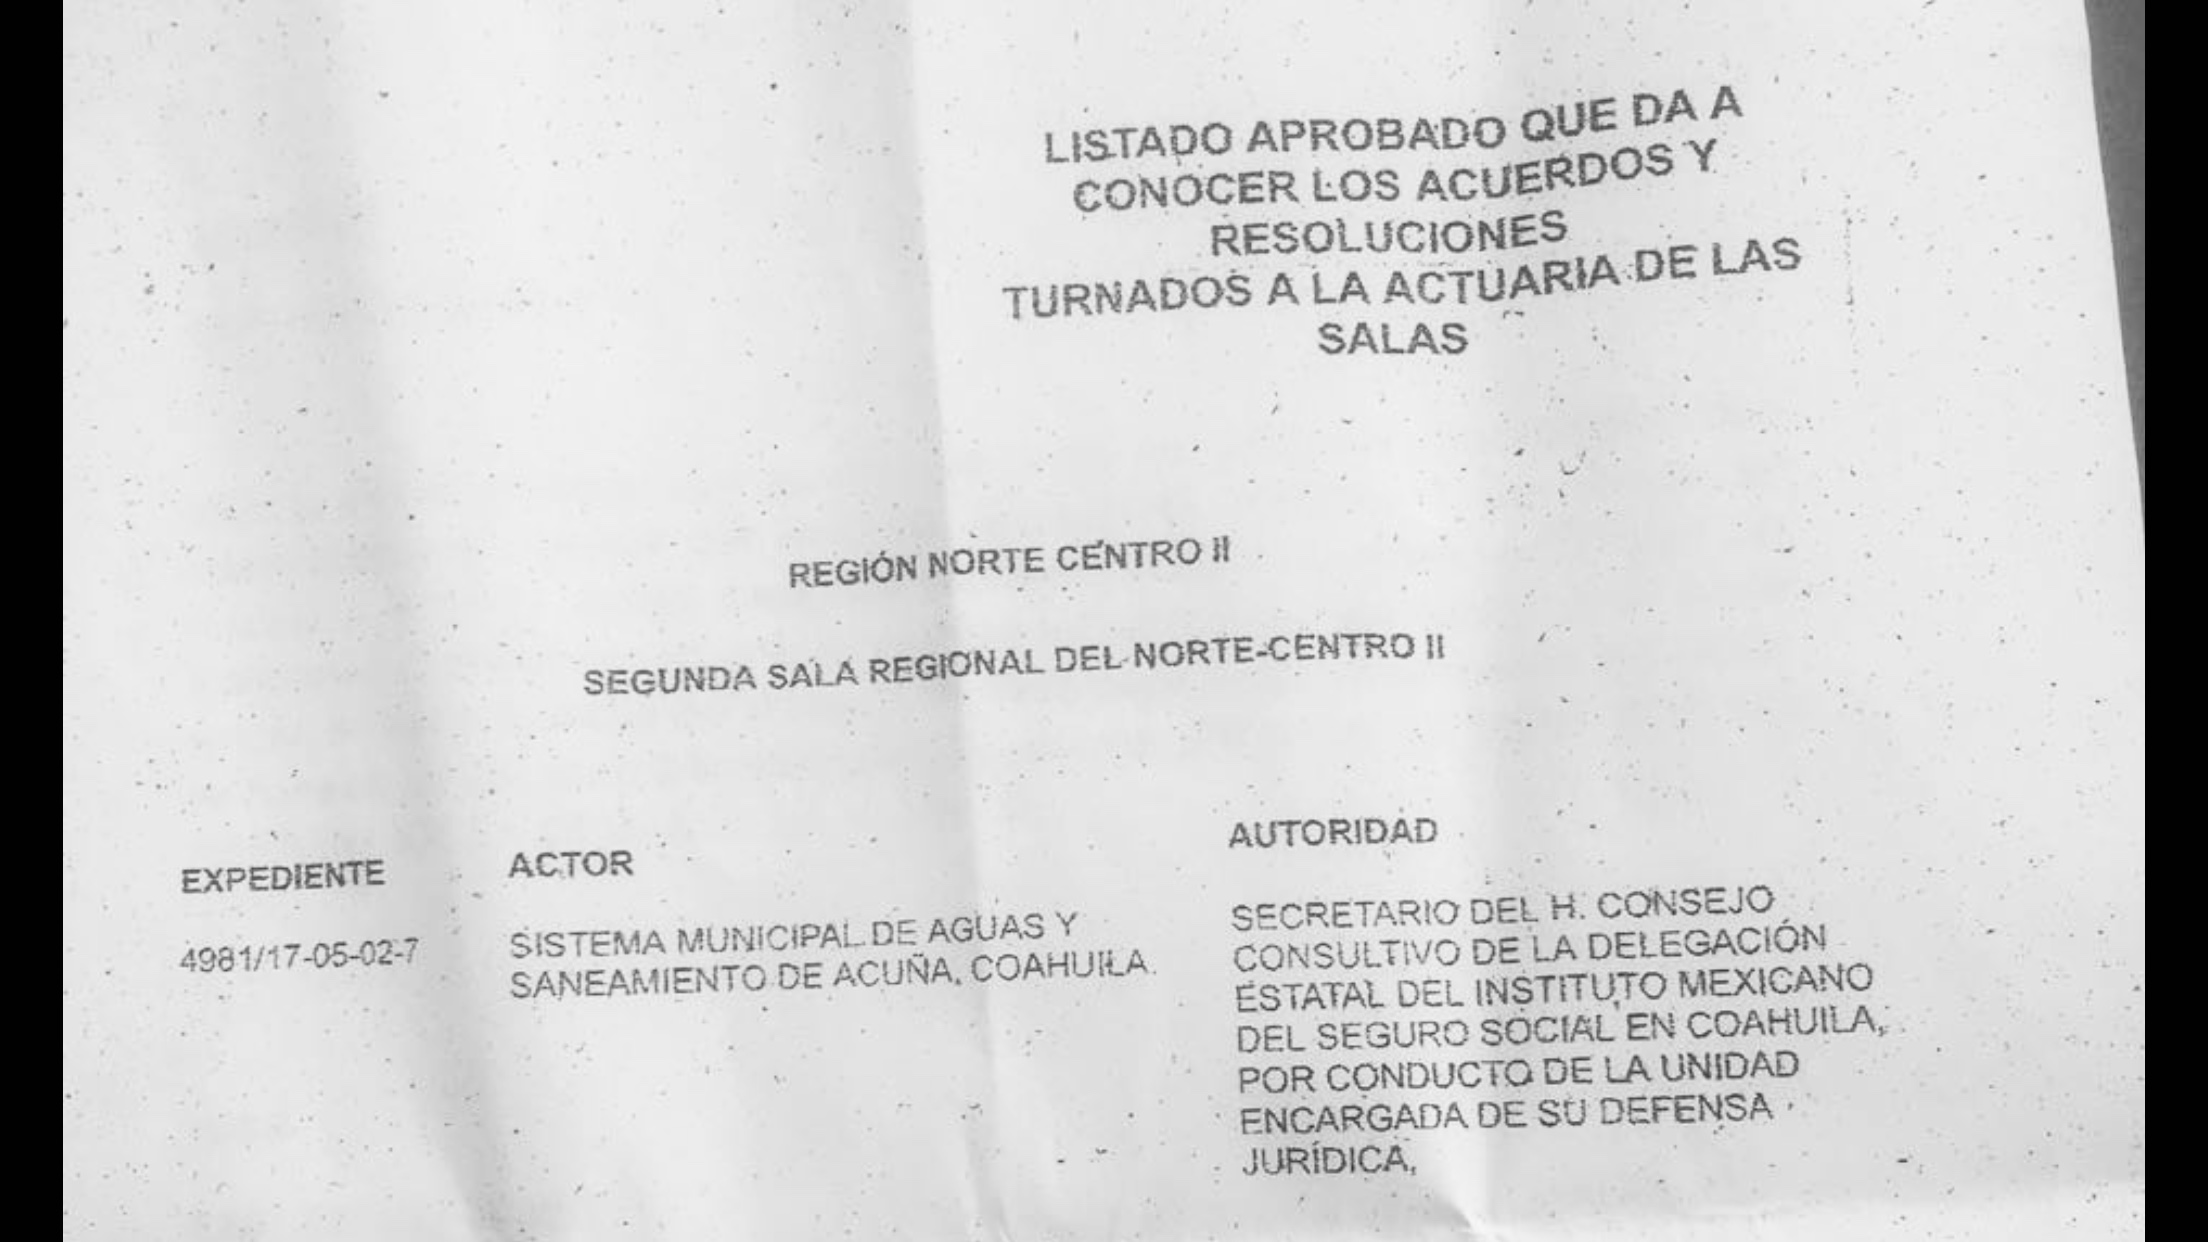 LISTADO APROBADO QUE DA A
CONOCER LOS ACUERDOS Y
RESOLUCIONES
TURNADOS A LA ACTUARIA DE LAS
SALAS
REGIÓN NORTE CENTRO II
SEGUNDA SALA REGIONAL DEL NORTE-CENTRO II
EXPEDIENTE
4981/17-05-02-7
ACTOR
SISTEMA MUNICIPAL DE AGUAS Y
SANEAMIENTO DE ACUÑA, COAHUILA.
AUTORIDAD
SECRETARIO DEL H. CONSEJO
CONSULTIVO DE LA DELEGACIÓN
ESTATAL DEL INSTITUTO MEXICANO
DEL SEGURO SOCIAL EN COAHUILA,
POR CONDUCTO DE LA UNIDAD
ENCARGADA DE SU DEFENSA
JURÍDICA,